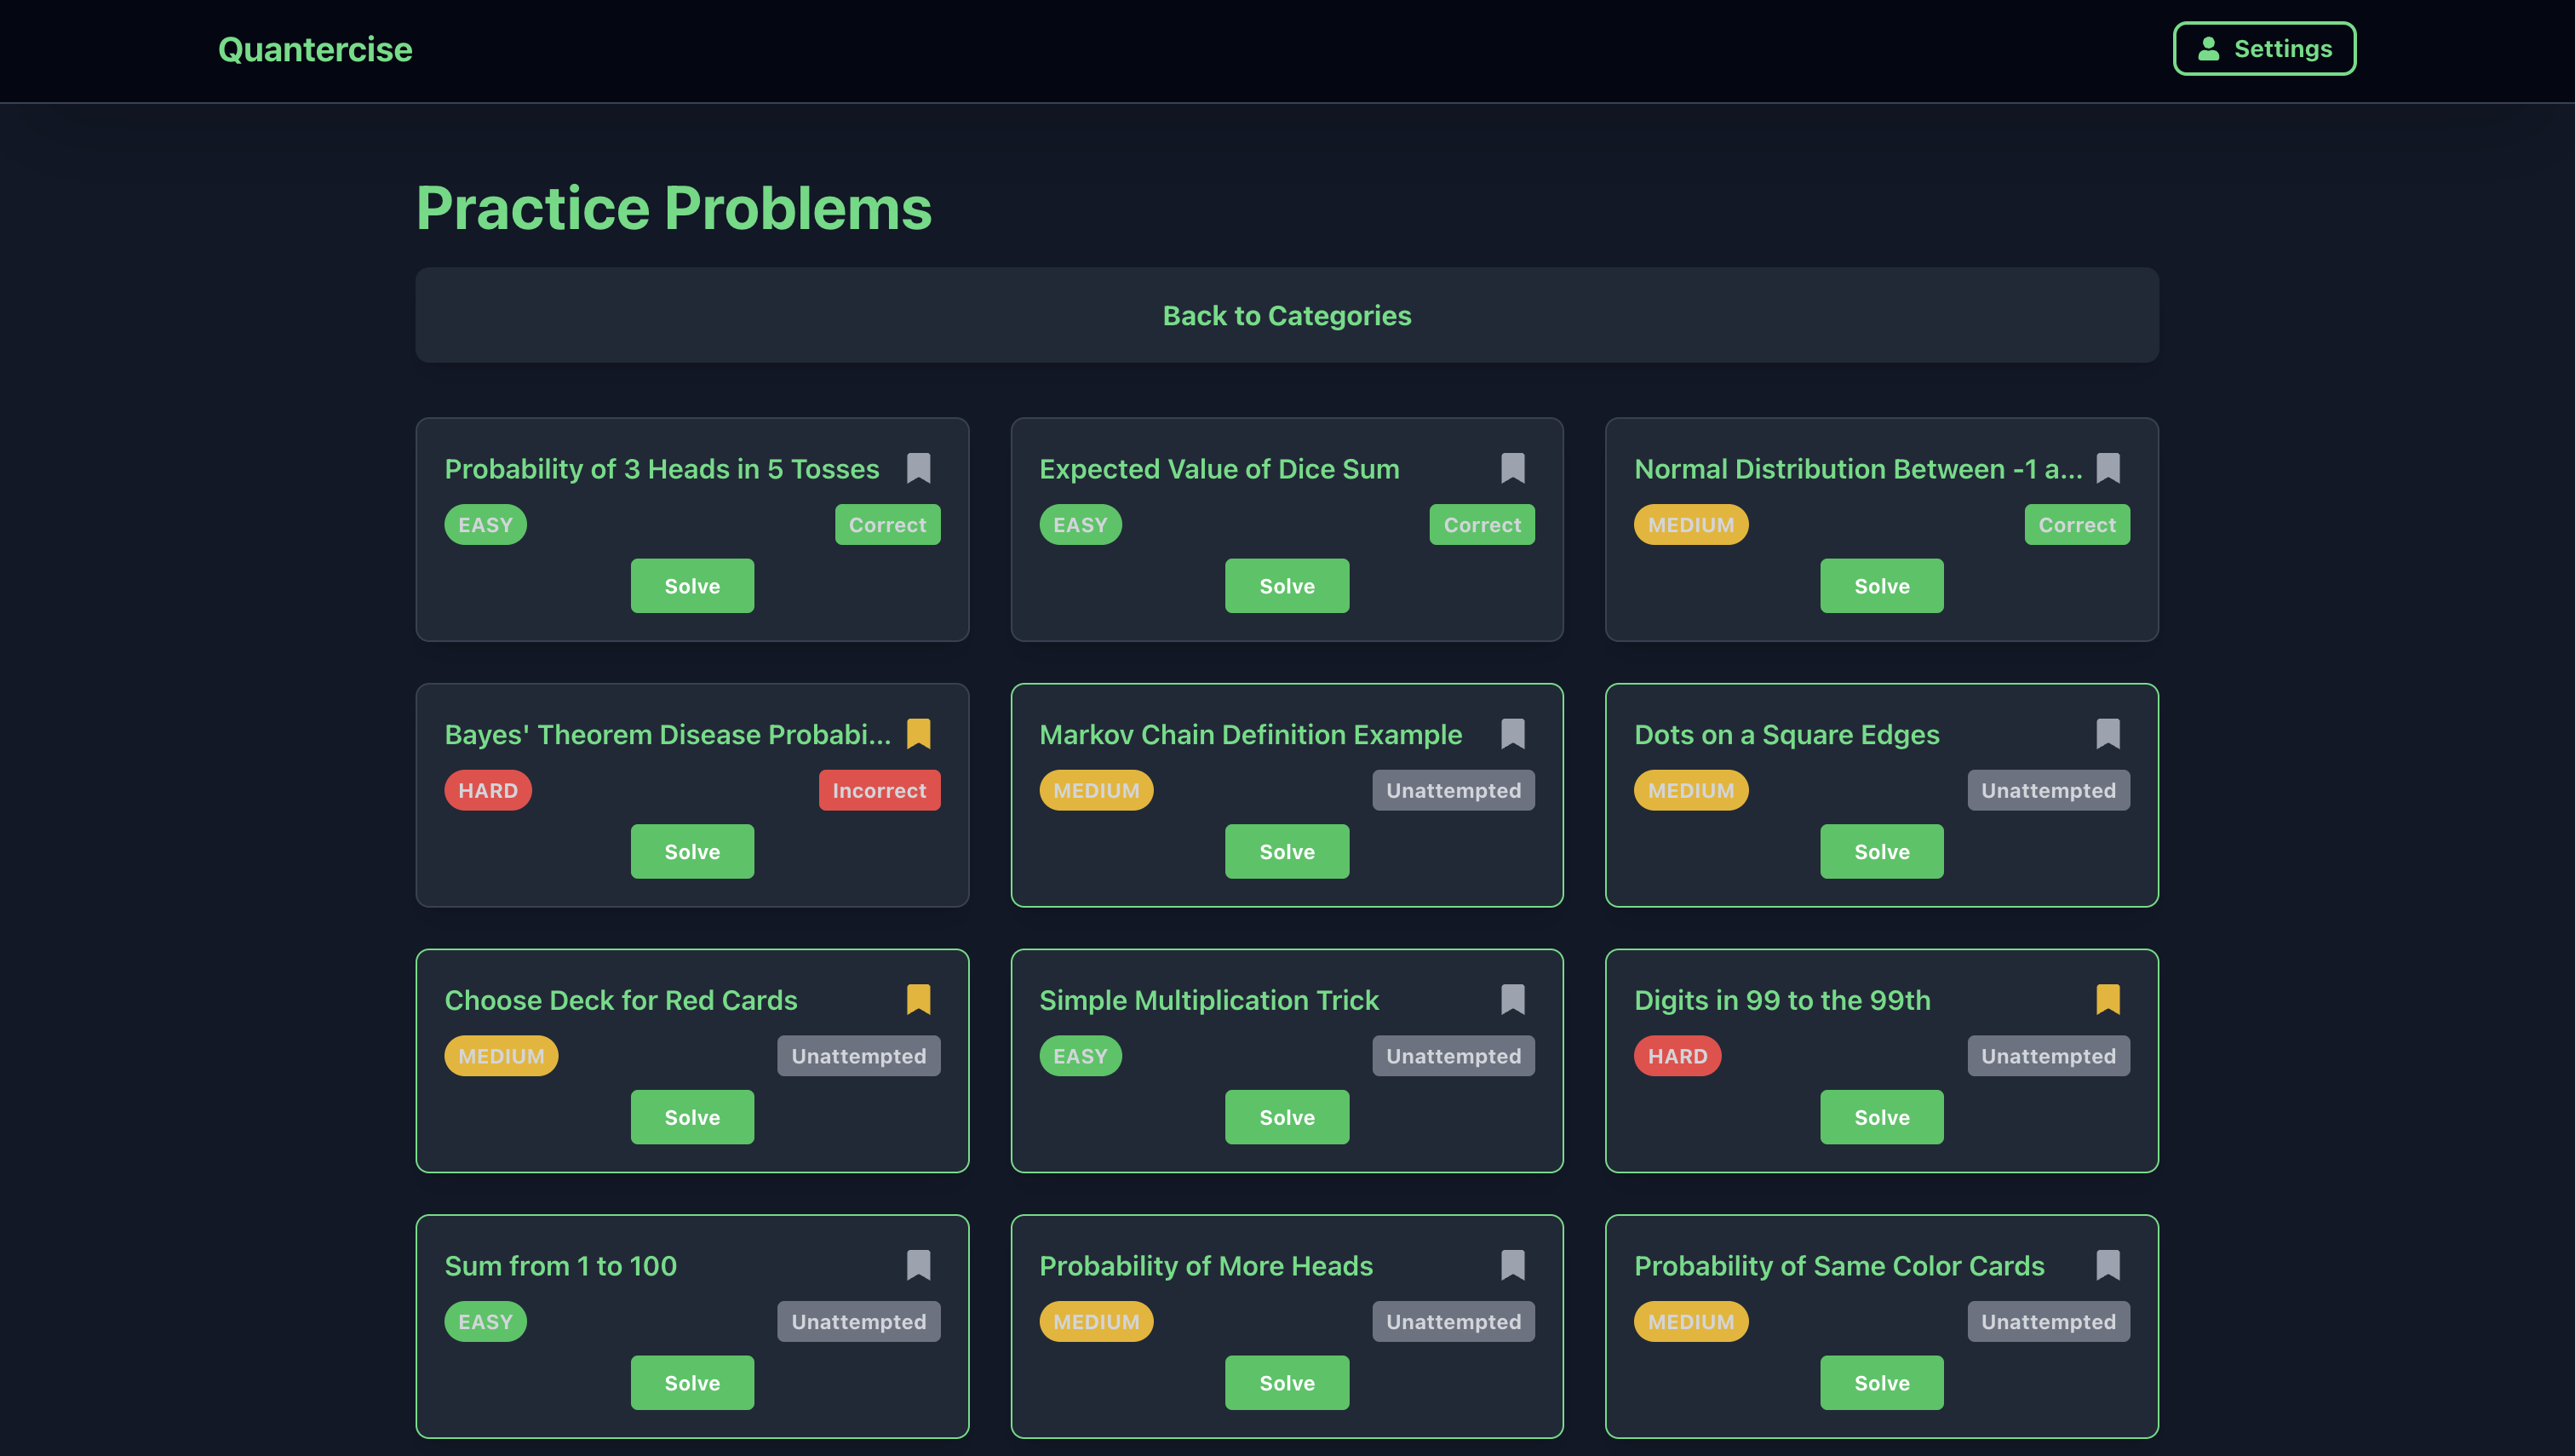 Quantercise
Settings
Practice Problems
Back to Categories
Probability of 3 Heads in 5 Tosses
EASY
Correct
Solve
Expected Value of Dice Sum
EASY
Correct
Solve
Normal Distribution Between -1 a...
MEDIUM
Correct
Solve
Bayes' Theorem Disease Probabi...
HARD
Incorrect
Solve
Markov Chain Definition Example
MEDIUM
Unattempted
Solve
Dots on a Square Edges
MEDIUM
Unattempted
Solve
Choose Deck for Red Cards
MEDIUM
Unattempted
Solve
Simple Multiplication Trick
EASY
Unattempted
Solve
Digits in 99 to the 99th
HARD
Unattempted
Solve
Sum from 1 to 100
EASY
Unattempted
Solve
Probability of More Heads
MEDIUM
Unattempted
Solve
Probability of Same Color Cards
MEDIUM
Unattempted
Solve